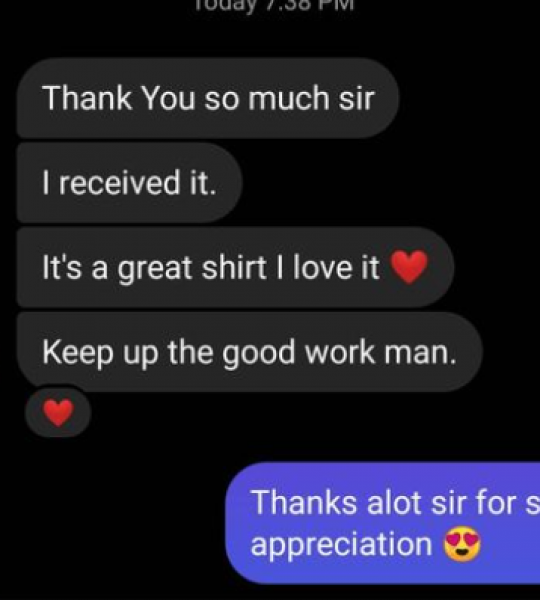 Today 7:38 PM
Thank You so much sir
I received it.
It's a great shirt I love it ❤️
Keep up the good work man.
❤️
Thanks alot sir for
appreciation 😍